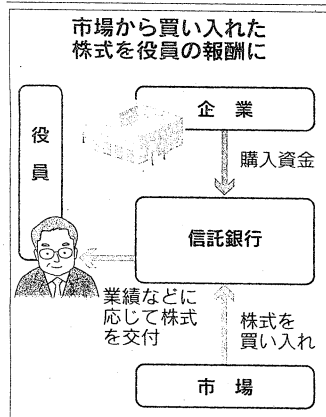 市場から買い入れた
株式を役員の報酬に
企業
役員
購入資金
信託銀行
業績などに
応じて株式
を交付
株式を
買い入れ
市場